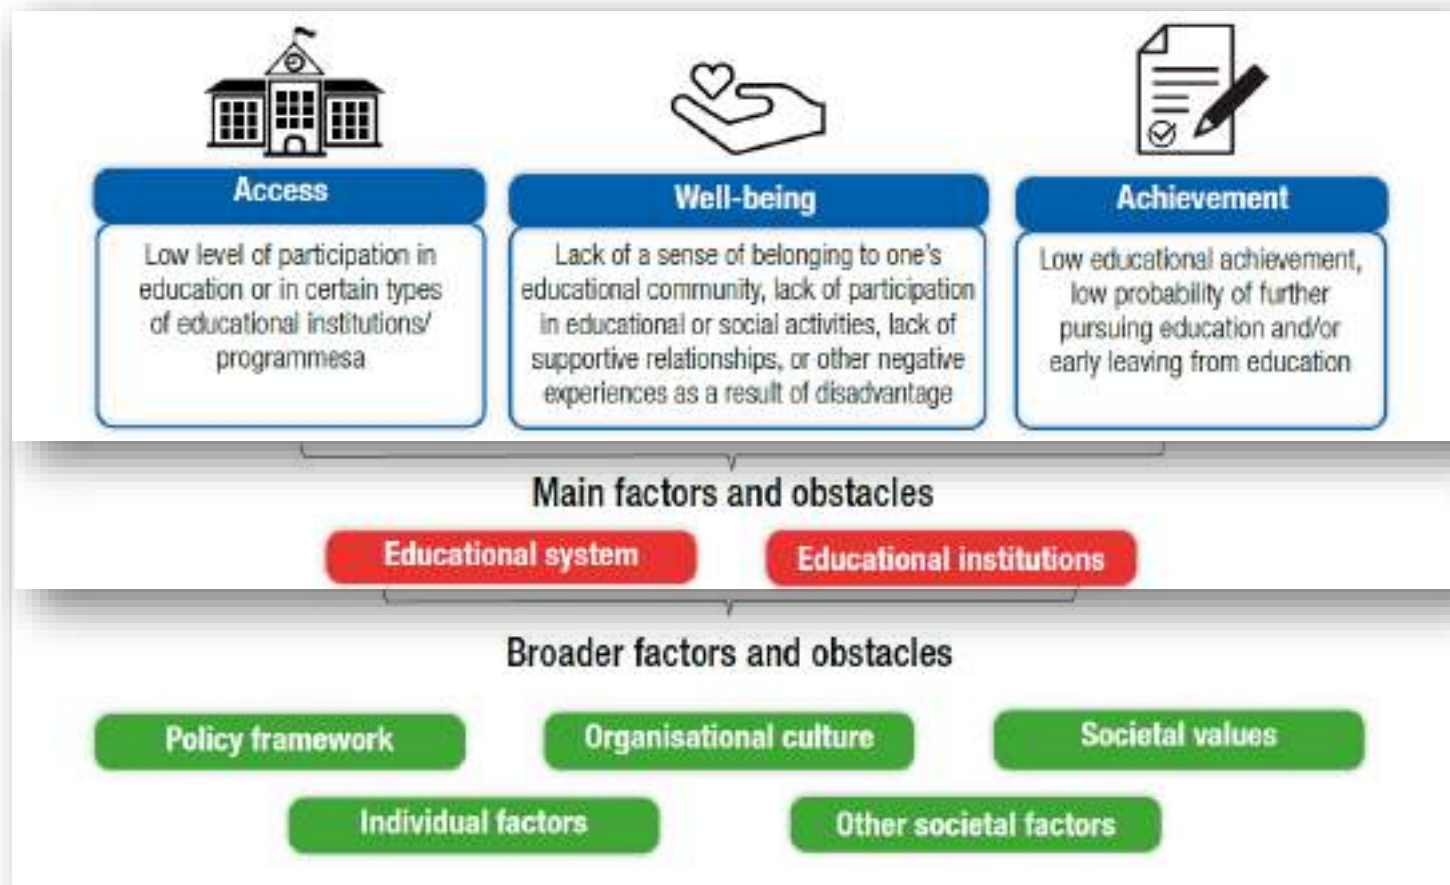 Access
Low level of participation in
education or in certain types
of educational institutions/
programmesa
Well-being
Lack of a sense of belonging to one's
educational community, lack of participation
in educational or social activities, lack of
supportive relationships, or other negative
experiences as a result of disadvantage
Achievement
Low educational achievement,
low probability of further
pursuing education and/or
early leaving from education
Main factors and obstacles
Educational system
Educational institutions
Broader factors and obstacles
Policy framework
Organisational culture
Societal values
Individual factors
Other societal factors